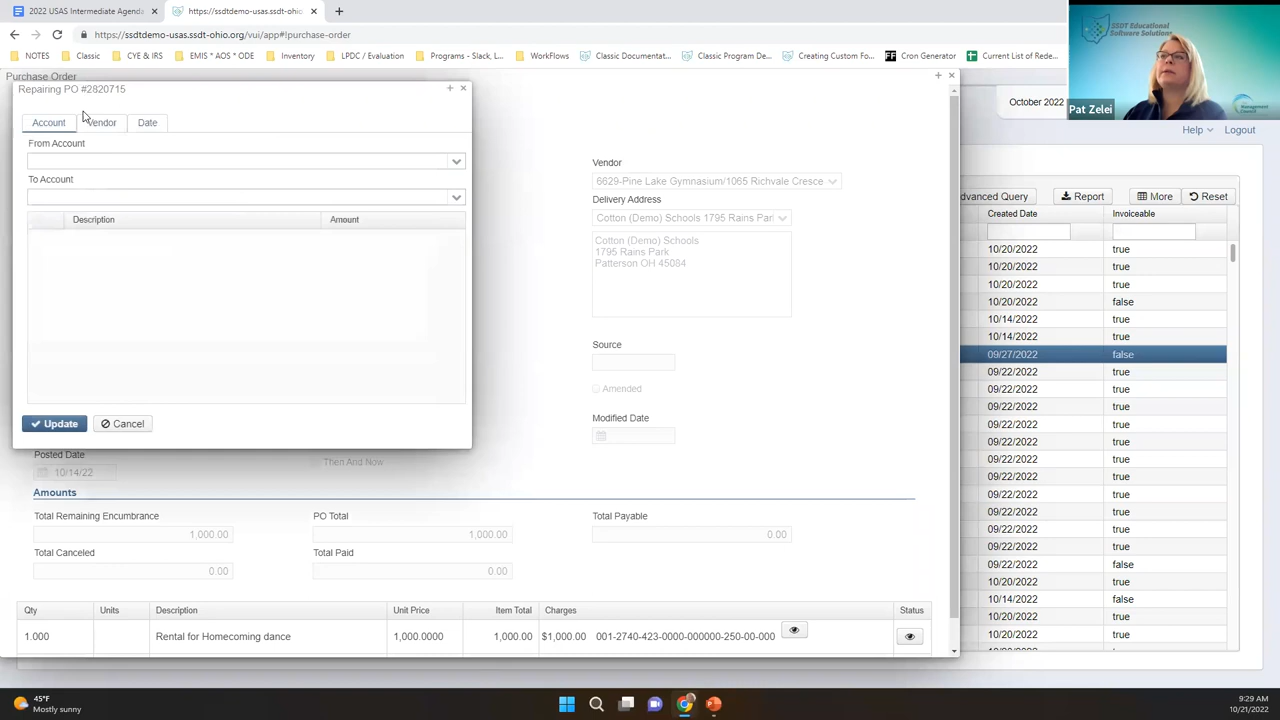 2022 USAS Intermediate Agenda
https://ssdtdemo-usas.ssdt-ohio.org
https://ssdtdemo-usas.ssdt-ohio.org/vui/app#!purchase-order
NOTES
Classic
CYE & IRS
EMIS * AOS * ODE
Inventory
LPDC / Evaluation
Programs - Slack, L...
WorkFlows
Classic Documentat...
Classic Program De...
Creating Custom Fo...
Cron Generator
Current List of Rede...
SSDT Educational
Software Solutions
management
Council
Pat Zelei
Purchase Order
Repairing PO #2820715
October 2022
Help
Logout
Account
Vendor
Date
From Account
To Account
Description
Amount
Update
Cancel
Vendor
6629-Pine Lake Gymnasium/1065 Richvale Cresce
Delivery Address
Cotton (Demo) Schools 1795 Rains Par
Cotton (Demo) Schools
1795 Rains Park
Patterson OH 45084
Source
Amended
Modified Date
Posted Date
10/14/22
Then And Now
Amounts
Total Remaining Encumbrance
PO Total
Total Payable
1,000.00
1,000.00
0.00
Total Canceled
Total Paid
0.00
0.00
Qty
Units
Description
Unit Price
Item Total
Charges
Status
1.000
Rental for Homecoming dance
1,000.0000
1,000.00
$1,000.00
001-2740-423-0000-000000-250-00-000
dvanced Query
Report
More
Reset
Created Date
Invoiceable
10/20/2022 true
10/20/2022 true
10/20/2022 true
10/20/2022 false
10/14/2022 true
10/14/2022 true
09/27/2022 false
09/22/2022 true
09/22/2022 true
09/22/2022 true
09/22/2022 true
09/22/2022 true
09/22/2022 true
09/22/2022 true
09/22/2022 true
09/22/2022 true
09/22/2022 true
09/22/2022 true
09/22/2022 false
10/20/2022 true
10/14/2022 false
10/20/2022 true
10/20/2022 true
45°F
Mostly sunny
9:29 AM
10/21/2022